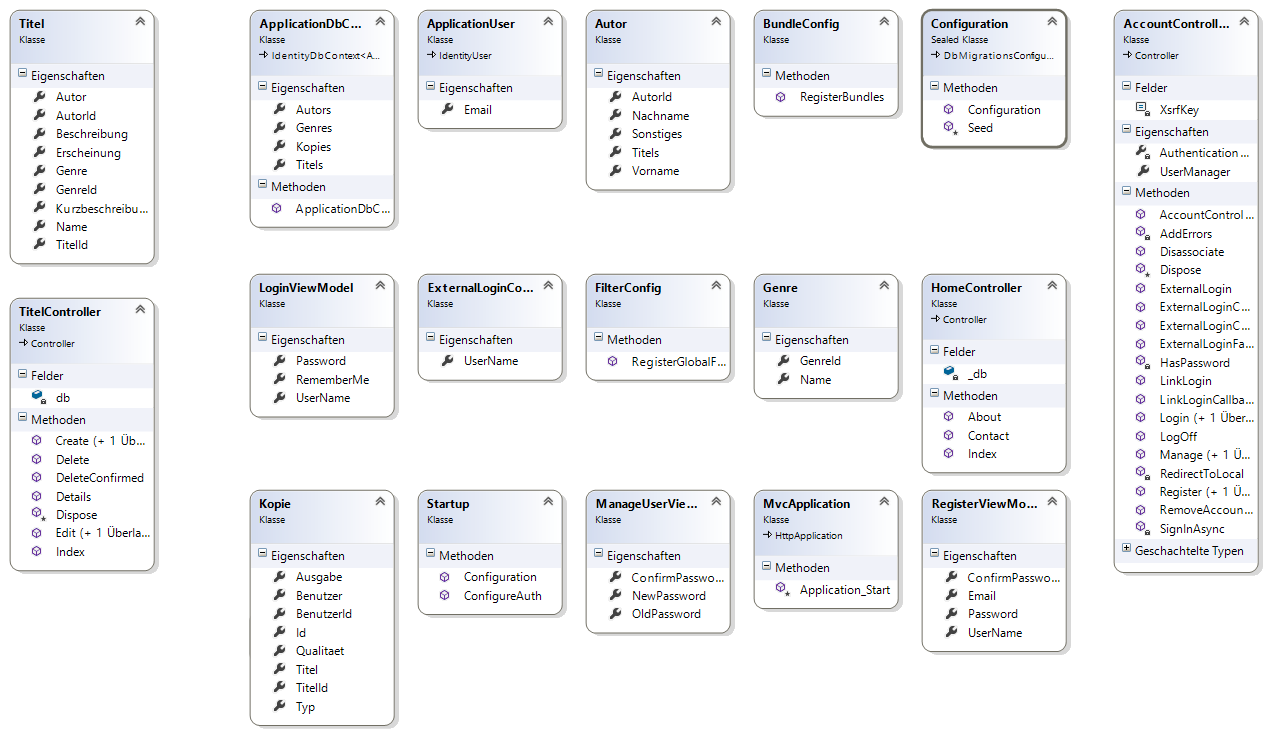 Titel
Klasse
Eigenschaften
Autor
AutorId
Beschreibung
Erscheinung
Genre
GenreId
Kurzbeschreibu...
Name
TitelId
ApplicationDbC...
Klasse
IdentityDbContext<A...
Eigenschaften
Autors
Genres
Kopies
Titels
Methoden
ApplicationDbC...
ApplicationUser
Klasse
IdentityUser
Eigenschaften
Email
Autor
Klasse
Eigenschaften
AutorId
Nachname
Sonstiges
Titels
Vorname
BundleConfig
Klasse
Methoden
RegisterBundles
Configuration
Sealed Klasse
DbMigrationsConfigu...
Methoden
Configuration
Seed
AccountControll...
Klasse
Controller
Felder
XsrfKey
Eigenschaften
Authentication ...
UserManager
Methoden
AccountControl...
AddErrors
Disassociate
Dispose
ExternalLogin
ExternalLoginC...
ExternalLoginC...
ExternalLoginFa...
HasPassword
LinkLogin
LinkLoginCallba...
Login (+ 1 Über...
LogOff
Manage (+ 1 Ü...
RedirectToLocal
Register (+ 1 Ü...
RemoveAccoun...
SignInAsync
Geschachtelte Typen
TitelController
Klasse
Controller
Felder
db
Methoden
Create (+ 1 Üb...
Delete
DeleteConfirmed
Details
Dispose
Edit (+ 1 Überla...
Index
LoginViewModel
Klasse
Eigenschaften
Password
RememberMe
UserName
ExternalLoginCo...
Klasse
Eigenschaften
UserName
FilterConfig
Klasse
Methoden
RegisterGlobalF...
Genre
Klasse
Eigenschaften
GenreId
Name
HomeController
Klasse
Controller
Felder
_db
Methoden
About
Contact
Index
Kopie
Klasse
Eigenschaften
Ausgabe
Benutzer
BenutzerId
Id
Qualitaet
Titel
TitelId
Typ
Startup
Klasse
Methoden
Configuration
ConfigureAuth
ManageUserVie...
Klasse
Eigenschaften
ConfirmPasswo...
NewPassword
OldPassword
MvcApplication
Klasse
HttpApplication
Methoden
Application_Start
RegisterViewMo...
Klasse
Eigenschaften
ConfirmPasswo...
Email
Password
UserName